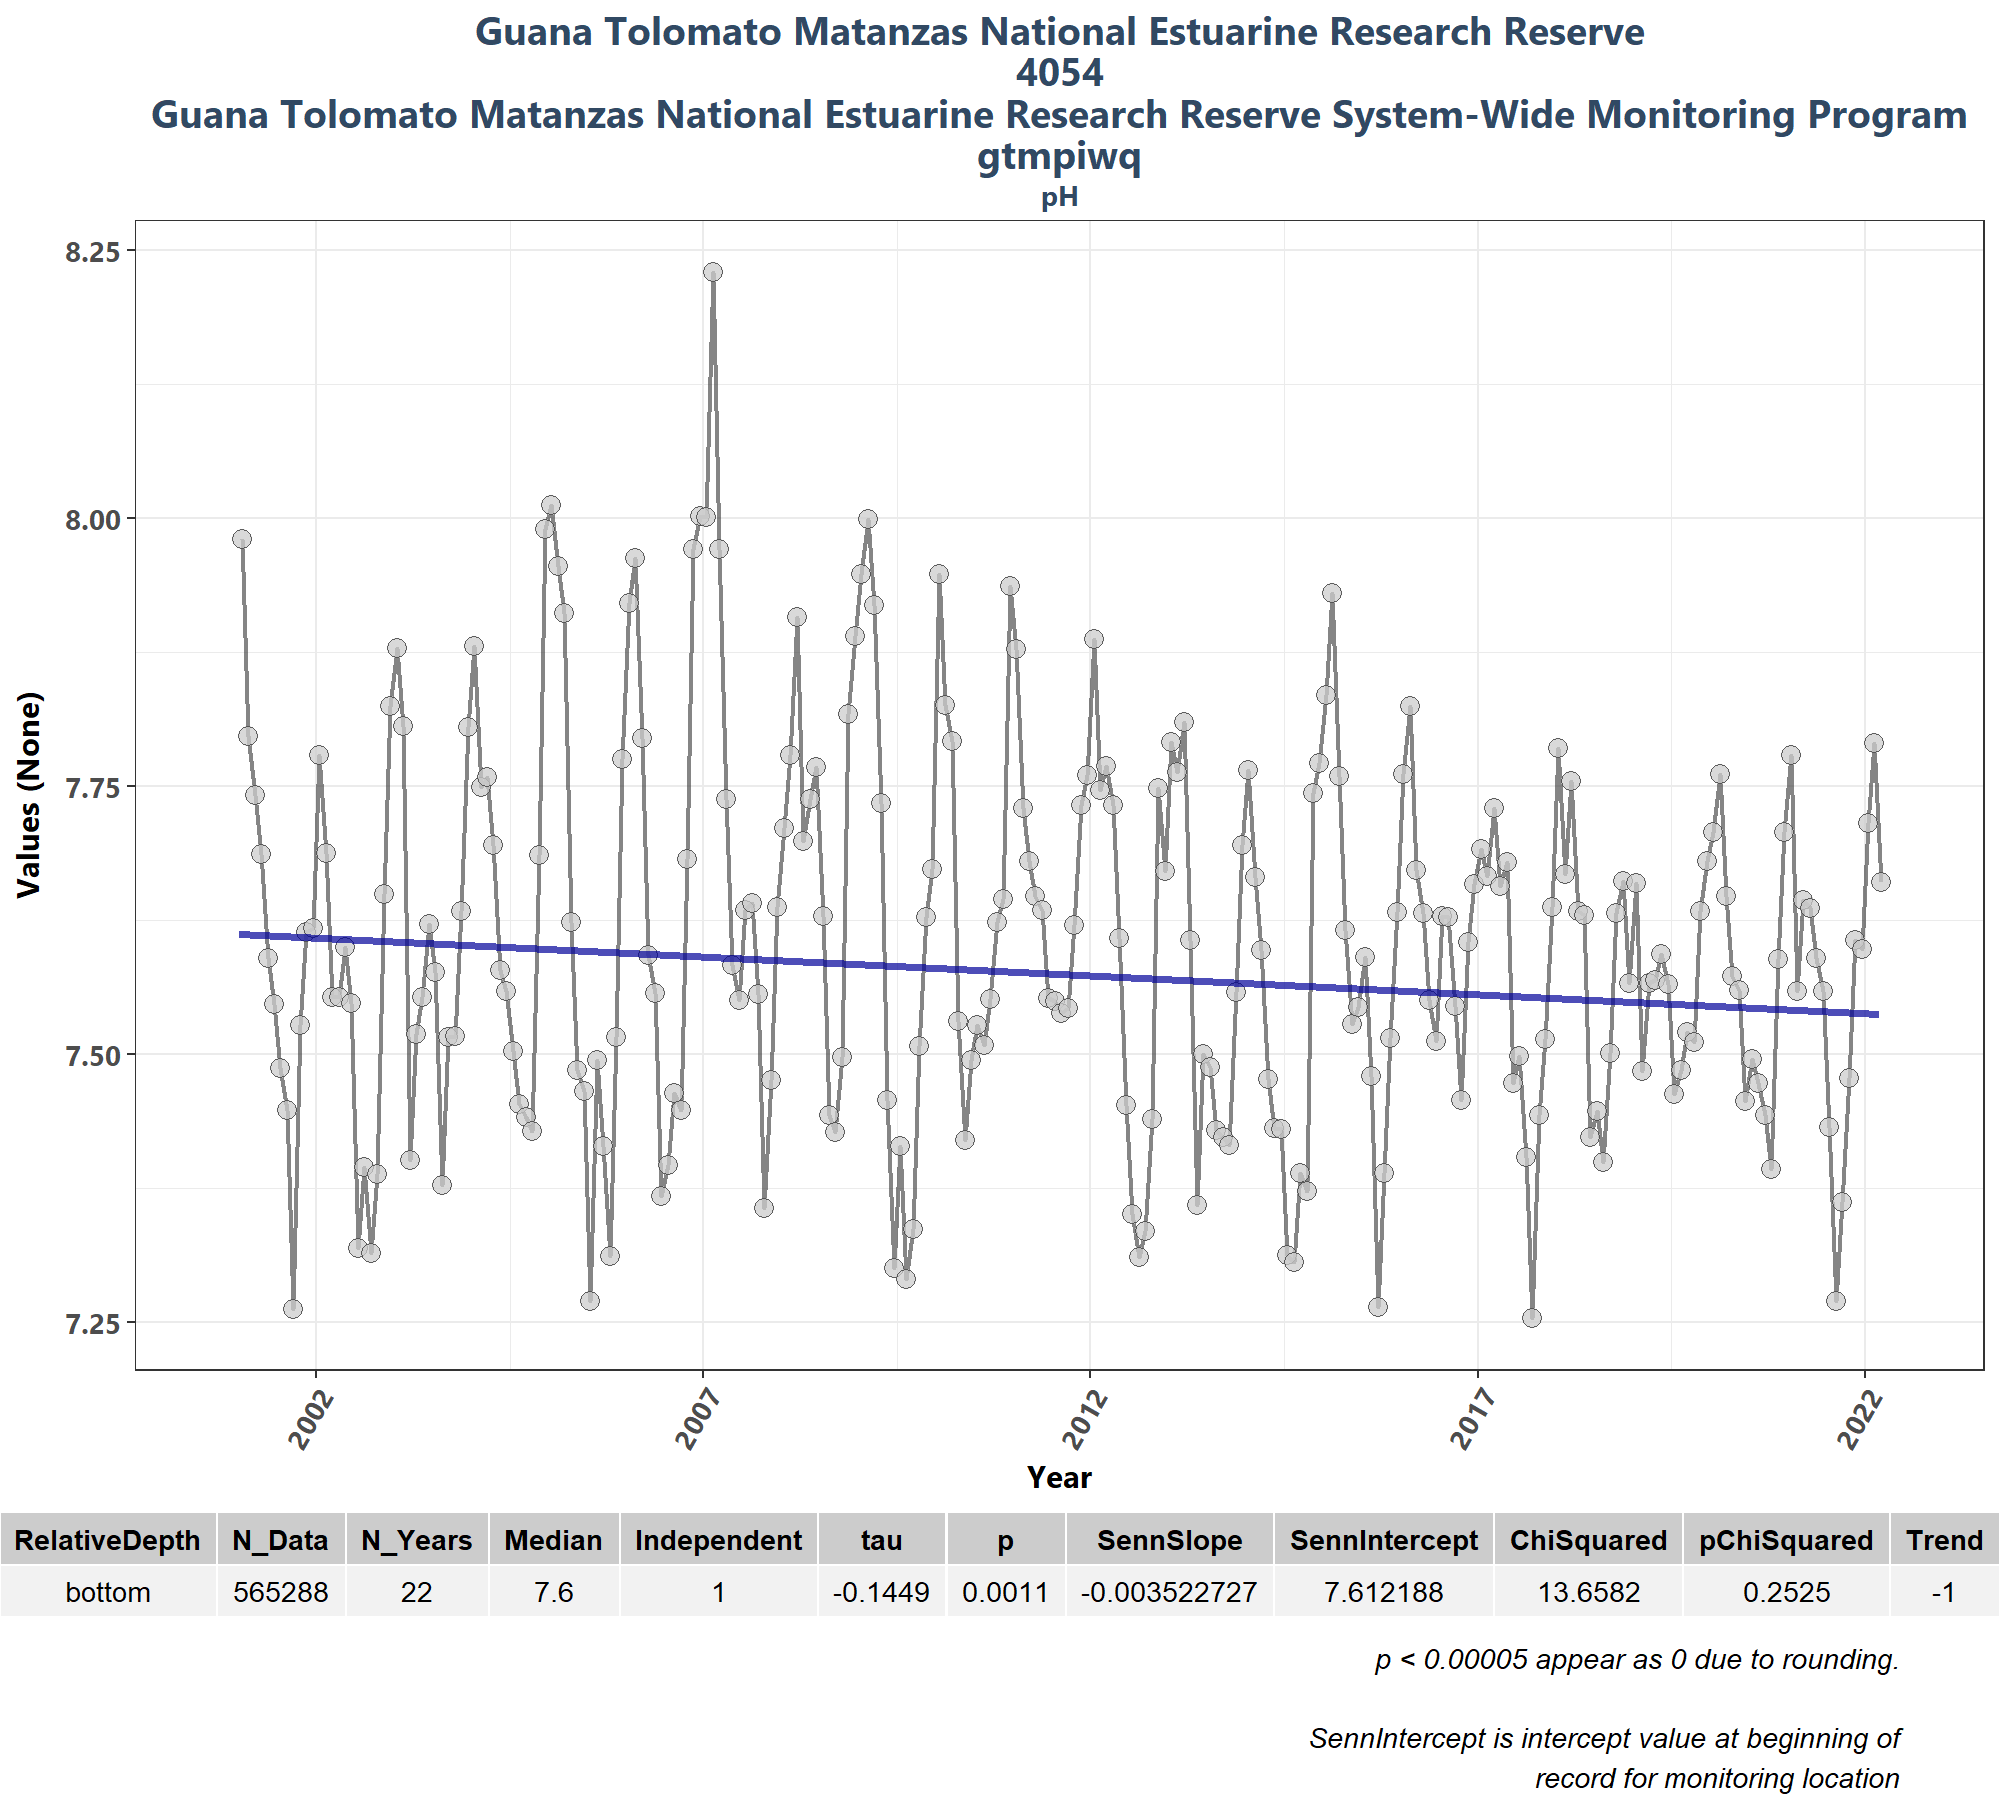 Guana Tolomato Matanzas National Estuarine Research Reserve
4054
Guana Tolomato Matanzas National Estuarine Research Reserve System-Wide Monitoring Program
gtmpiwq
pH
8.25
8.00
7.75
7.50
7.25
Values (None)
2002 2007 2012 2017 2022
Year
RelativeDepth N_Data N_Years Median Independent tau p SennSlope SennIntercept ChiSquared pChiSquared Trend
bottom 565288 22 7.6 1 -0.1449 0.0011 -0.003522727 7.612188 13.6582 0.2525 -1
p < 0.00005 appear as 0 due to rounding.
SennIntercept is intercept value at beginning of
record for monitoring location